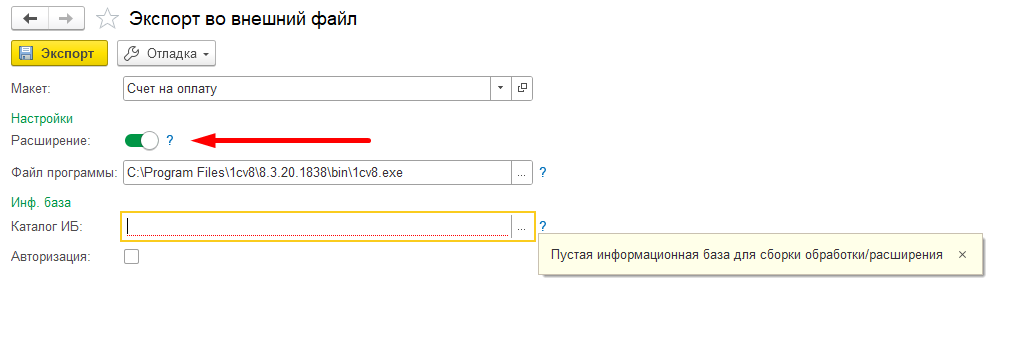 Экспорт во внешний файл
Экспорт Отладка
Макет: Счет на оплату
Настройки
Расширение: ?
Файл программы: C:\Program Files\1cv8\8.3.20.1838\bin\1cv8.exe ... ?
Инф. база
Каталог ИБ: ... ?
Пустая информационная база для сборки обработки/расширения ×
Авторизация: